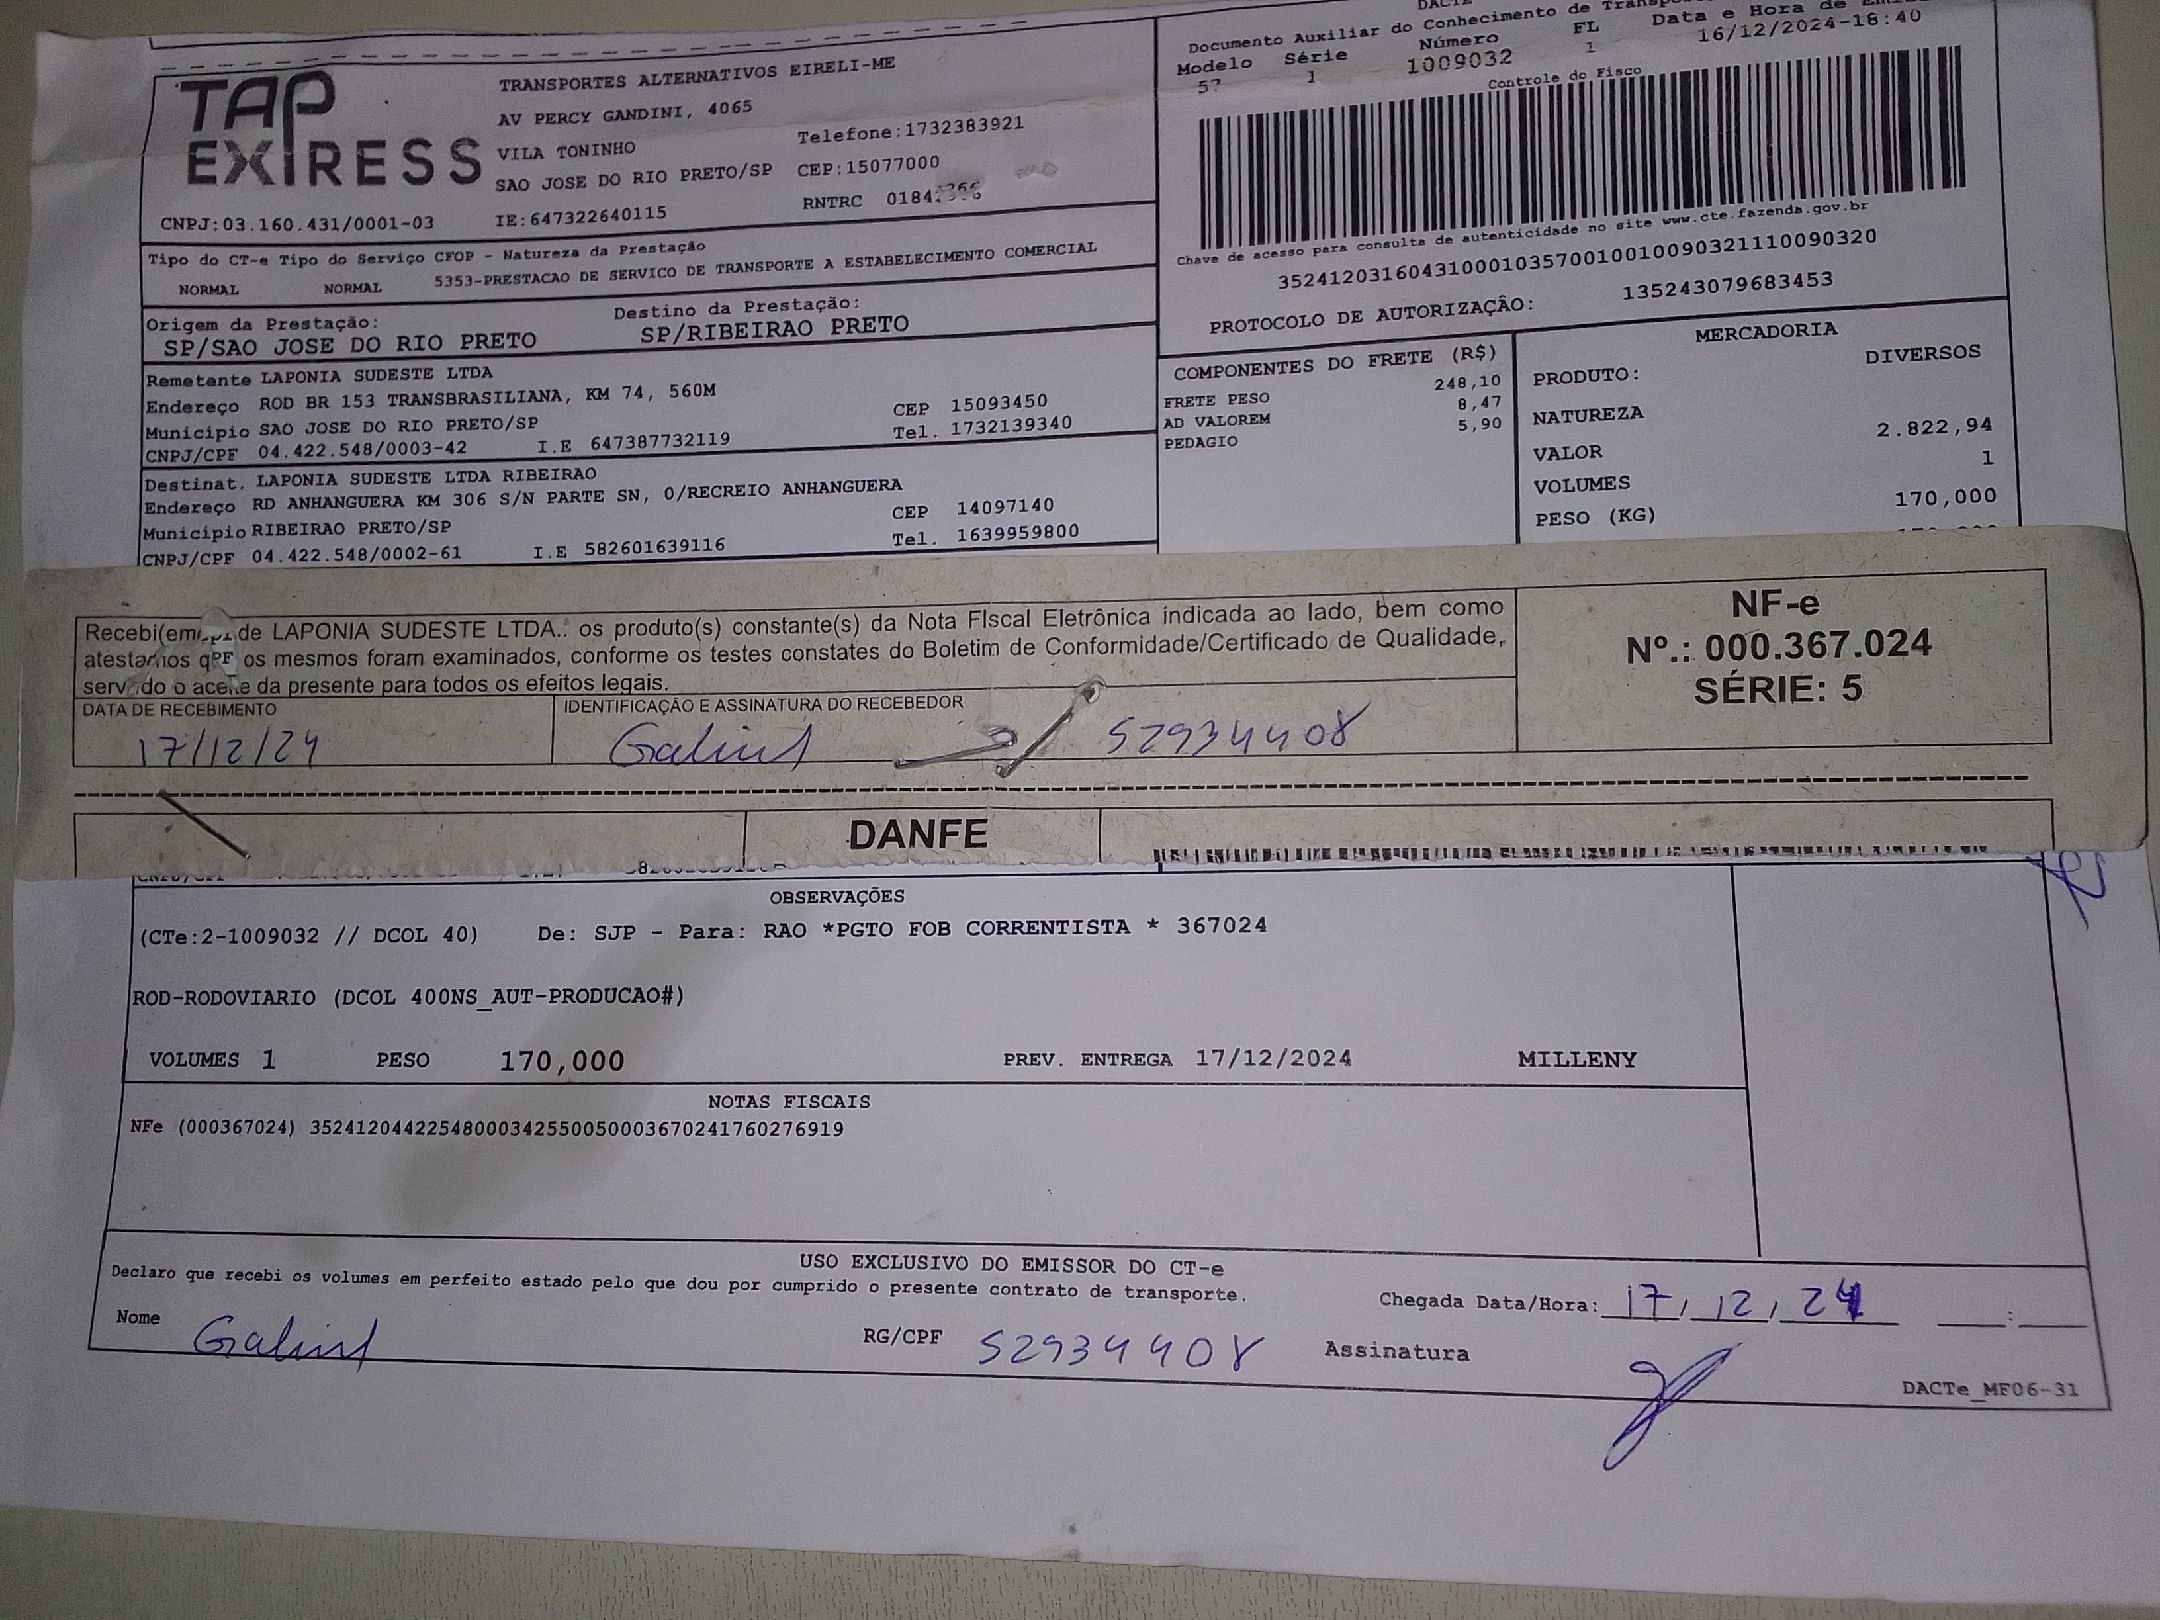 Documento Auxiliar do Conhecimento de
Modelo Série Número FL Data e Hora de
57 1 1009032 1 16/12/2024-18:40
Controle do Fisco
TAP EXPRESS
TRANSPORTES ALTERNATIVOS EIRELI-ME
AV PERCY GANDINI, 4065
VILA TONINHO Telefone:1732383921
SAO JOSE DO RIO PRETO/SP CEP:15077000
CNPJ:03.160.431/0001-03 IE:647322640115 RNTRC
Chave de acesso para consulta de autenticidade no site www.cte.fazenda.gov.br
35241203160431000103570010010090321110090320
PROTOCOLO DE AUTORIZAÇÃO: 135243079683453
Tipo do CT-e Tipo do Serviço CFOP - Natureza da Prestação
NORMAL NORMAL 5353-PRESTACAO DE SERVICO DE TRANSPORTE A ESTABELECIMENTO COMERCIAL
Origem da Prestação: Destino da Prestação:
SP/SAO JOSE DO RIO PRETO SP/RIBEIRAO PRETO
Remetente LAPONIA SUDESTE LTDA
Endereço ROD BR 153 TRANSBRASILIANA, KM 74, 560M
Município SAO JOSE DO RIO PRETO/SP CEP 15093450
CNPJ/CPF 04.422.548/0003-42 I.E 647387732119 Tel. 1732139340
Destinat. LAPONIA SUDESTE LTDA RIBEIRAO
Endereço RD ANHANGUERA KM 306 S/N PARTE SN, 0/RECREIO ANHANGUERA
Município RIBEIRAO PRETO/SP CEP 14097140
CNPJ/CPF 04.422.548/0002-61 I.E 582601639116 Tel. 1639959800
COMPONENTES DO FRETE (R$)
FRETE PESO 248,10
AD VALOREM 8,47
PEDAGIO 5,90
MERCADORIA
PRODUTO: DIVERSOS
NATUREZA
VALOR 2.822,94
VOLUMES 1
PESO (KG) 170,000
de LAPONIA SUDESTE LTDA.. os produto(s) constante(s) da Nota FIscal Eletrônica indicada ao lado, bem como
os mesmos foram examinados, conforme os testes constates do Boletim de Conformidade/Certificado de Qualidade,
da presente para todos os efeitos legais.
DATA DE RECEBIMENTO IDENTIFICAÇÃO E ASSINATURA DO RECEBEDOR
17/12/24 52934408
NF-e
Nº.: 000.367.024
SÉRIE: 5
DANFE
OBSERVAÇÕES
(CTe:2-1009032 // DCOL 40) De: SJP - Para: RAO *PGTO FOB CORRENTISTA * 367024
ROD-RODOVIARIO (DCOL 400NS_AUT-PRODUCAO#)
VOLUMES 1 PESO 170,000 PREV. ENTREGA 17/12/2024 MILLENY
NOTAS FISCAIS
NFe (000367024) 35241204422548000342550050003670241760276919
USO EXCLUSIVO DO EMISSOR DO CT-e
Declaro que recebi os volumes em perfeito estado pelo que dou por cumprido o presente contrato de transporte.
Chegada Data/Hora: 17/12/24
Nome RG/CPF 52934408 Assinatura
DACTe_MF06-31